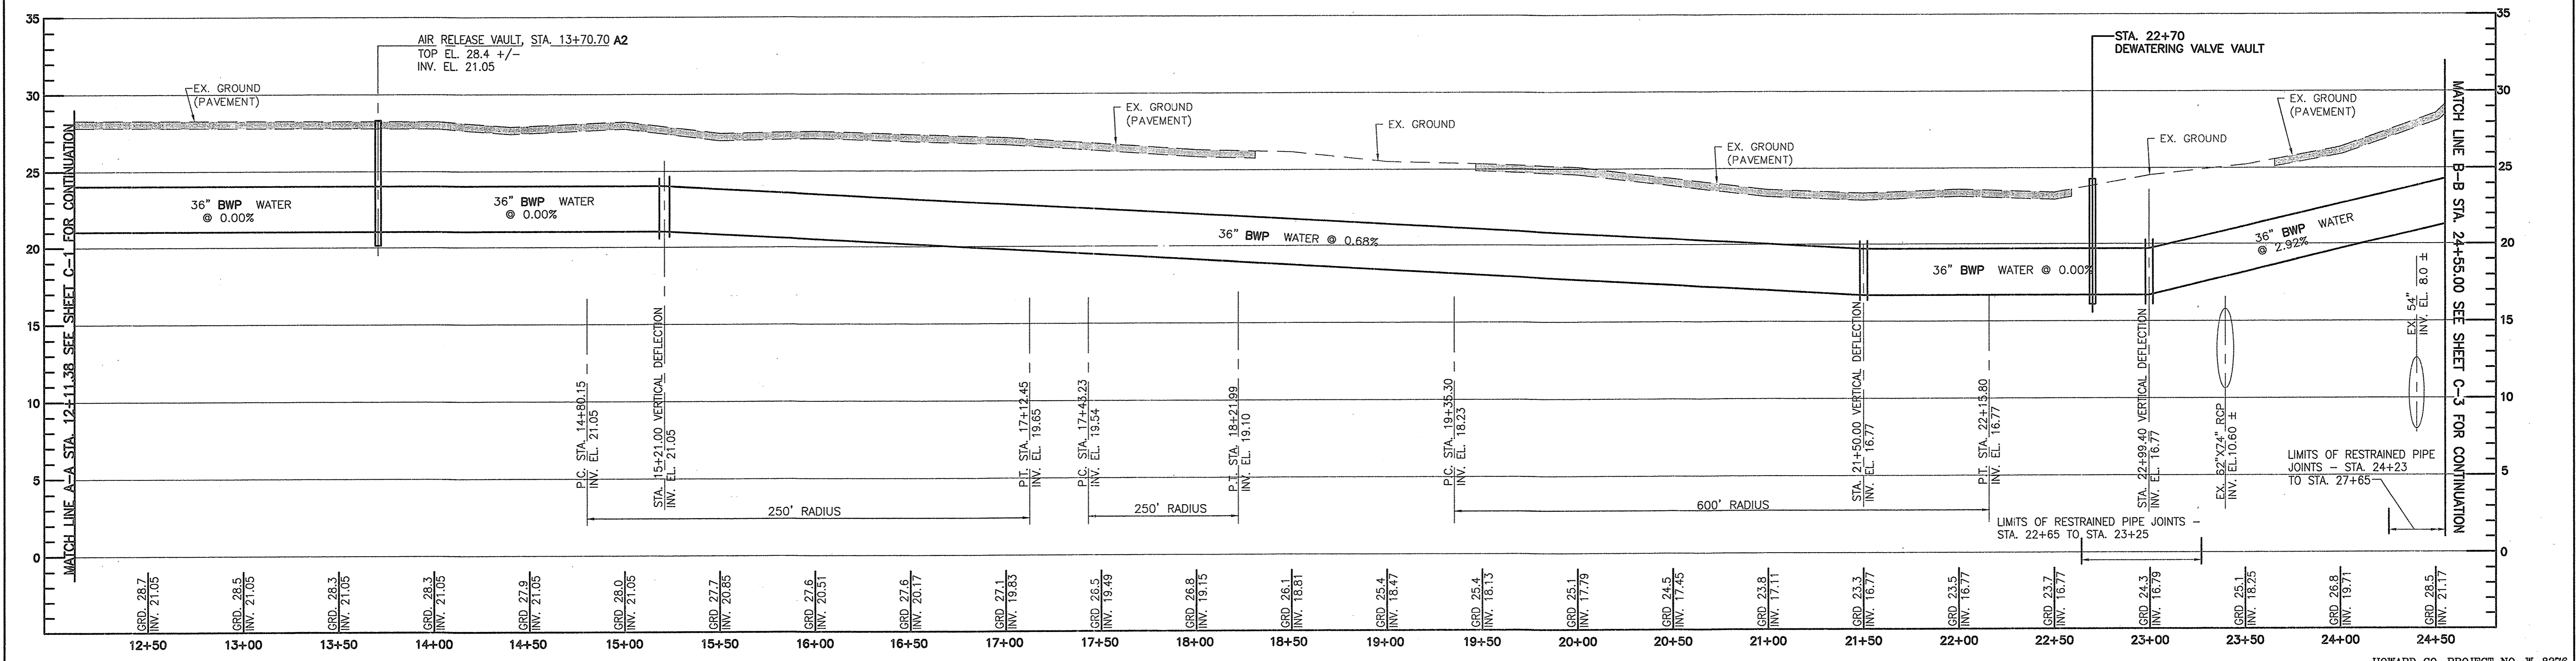 35
30
25
20
15
10
5
0
MATCH LINE A-A STA. 12+11.38 SEE SHEET C-1 FOR CONTINUATION
EX. GROUND
(PAVEMENT)
AIR RELEASE VAULT, STA. 13+70.70 A2
TOP EL. 28.4 +/-
INV. EL. 21.05
EX. GROUND
(PAVEMENT)
EX. GROUND
EX. GROUND
(PAVEMENT)
STA. 22+70
DEWATERING VALVE VAULT
EX. GROUND
EX. GROUND
(PAVEMENT)
36" BWP WATER
@ 0.00%
36" BWP WATER
@ 0.00%
36" BWP WATER @ 0.68%
36" BWP WATER @ 0.00%
36" BWP WATER
@ 2.92%
P.C. STA. 14+80.15
INV. EL. 21.05
STA. 15+21.00 VERTICAL DEFLECTION
INV. EL. 21.05
P.T. STA. 17+12.45
INV. EL. 19.65
P.C. STA. 17+43.23
INV. EL. 19.54
P.T. STA. 18+21.99
INV. EL. 19.10
P.C. STA. 19+35.30
INV. EL. 18.23
STA. 21+50.00 VERTICAL DEFLECTION
INV. EL. 16.77
P.T. STA. 22+15.80
INV. EL. 16.77
STA. 22+99.40 VERTICAL DEFLECTION
INV. EL. 16.77
EX. 62"X74" RCP
INV. EL.10.60 ±
EX. 54"
INV. EL. 8.0 ±
250' RADIUS
250' RADIUS
600' RADIUS
LIMITS OF RESTRAINED PIPE JOINTS -
STA. 22+65 TO STA. 23+25
LIMITS OF RESTRAINED PIPE
JOINTS - STA. 24+23
TO STA. 27+65
MATCH LINE B-B STA. 24+55.00 SEE SHEET C-3 FOR CONTINUATION
35
30
25
20
15
10
5
0
GRD. 28.7
INV. 21.05
GRD. 28.5
INV. 21.05
GRD. 28.3
INV. 21.05
GRD. 28.3
INV. 21.05
GRD. 27.9
INV. 21.05
GRD. 28.0
INV. 21.05
GRD. 27.7
INV. 20.85
GRD. 27.6
INV. 20.51
GRD. 27.6
INV. 20.17
GRD. 27.1
INV. 19.83
GRD 26.5
INV. 19.49
GRD. 26.8
INV. 19.15
GRD. 26.1
INV. 18.81
GRD. 25.4
INV. 18.47
GRD 25.4
INV. 18.13
GRD. 25.1
INV. 17.79
GRD. 24.5
INV. 17.45
GRD 23.8
INV. 17.11
GRD 23.3
INV. 16.77
GRD 23.5
INV. 16.77
GRD 23.7
INV. 16.77
GRD 24.3
INV. 16.79
GRD 25.1
INV. 18.25
GRD. 26.8
INV. 19.71
GRD 28.5
INV. 21.17
12+50 13+00 13+50 14+00 14+50 15+00 15+50 16+00 16+50 17+00 17+50 18+00 18+50 19+00 19+50 20+00 20+50 21+00 21+50 22+00 22+50 23+00 23+50 24+00 24+50